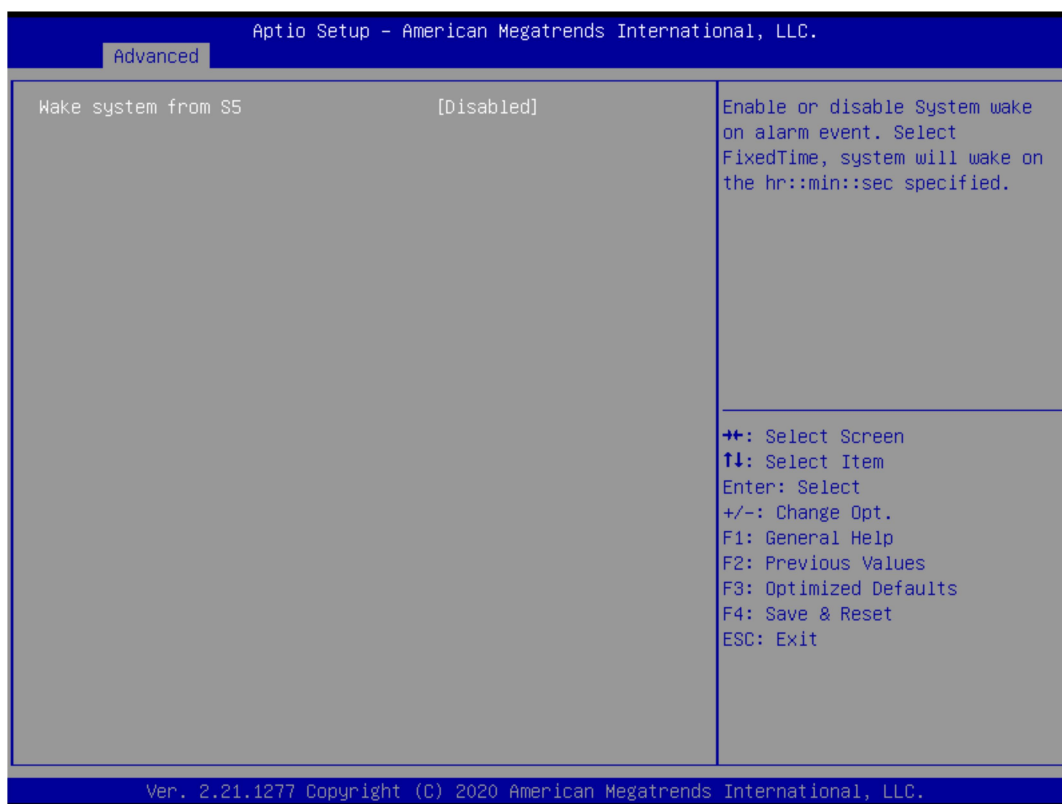 Aptio Setup – American Megatrends International, LLC.
Advanced
Wake system from S5 [Disabled]
Enable or disable System wake
on alarm event. Select
FixedTime, system will wake on
the hr::min::sec specified.
→←: Select Screen
↑↓: Select Item
Enter: Select
+/-: Change Opt.
F1: General Help
F2: Previous Values
F3: Optimized Defaults
F4: Save & Reset
ESC: Exit
Ver. 2.21.1277 Copyright (C) 2020 American Megatrends International, LLC.